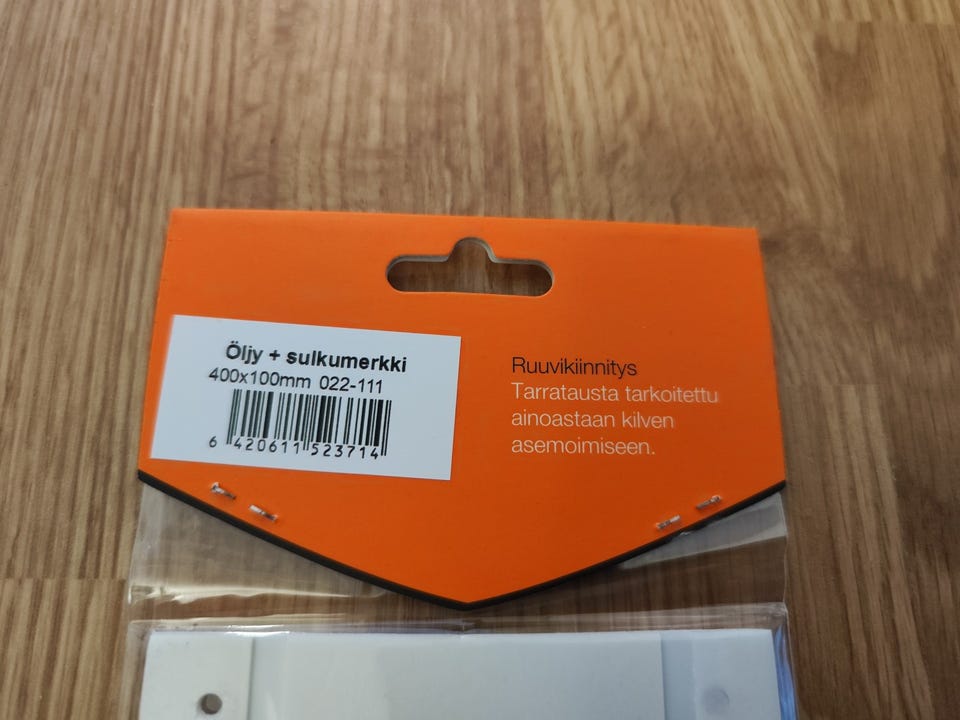 Öljy + sulkumerkki
400x100mm 022-111
6 420611 523714
Ruuvikiinnitys
Tarratausta tarkoitettu
ainoastaan kilven
asemoimiseen.